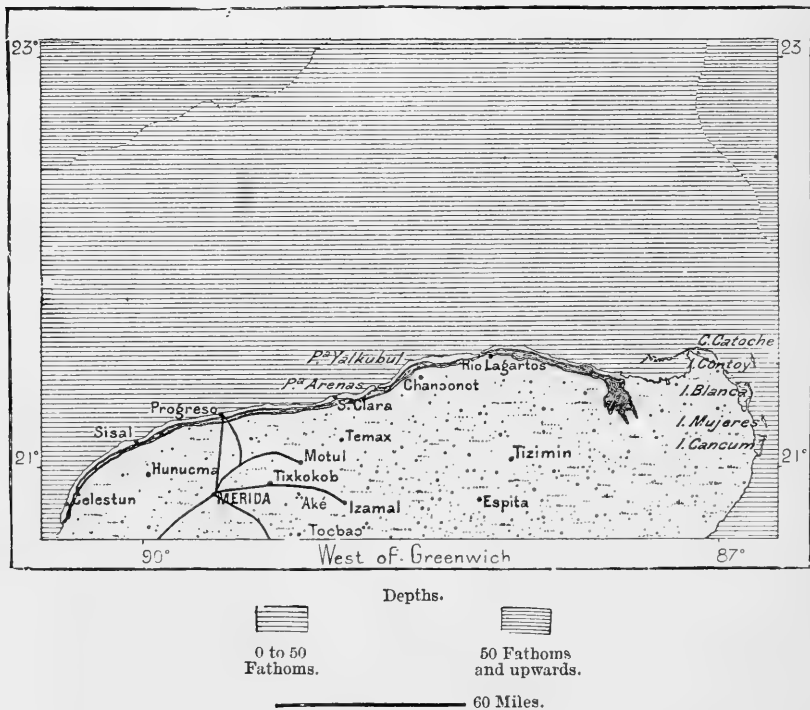 23° 23
C. Catoche
Pᵃ Yalkubul
I. Contoy
Rio Lagartos
Pᵃ Arenas
Chansonot
I. Blanca
Progreso
S. Clara
I. Mujeres
Sisal
Temax
I. Cancum
Motul
21° 21°
Hunucma
Tixkokob
Tizimin
Celestun
MERIDA
Aké
Izamal
Espita
90° West of Greenwich 87°
Depths.
0 to 50 50 Fathoms
Fathoms. and upwards.
60 Miles.